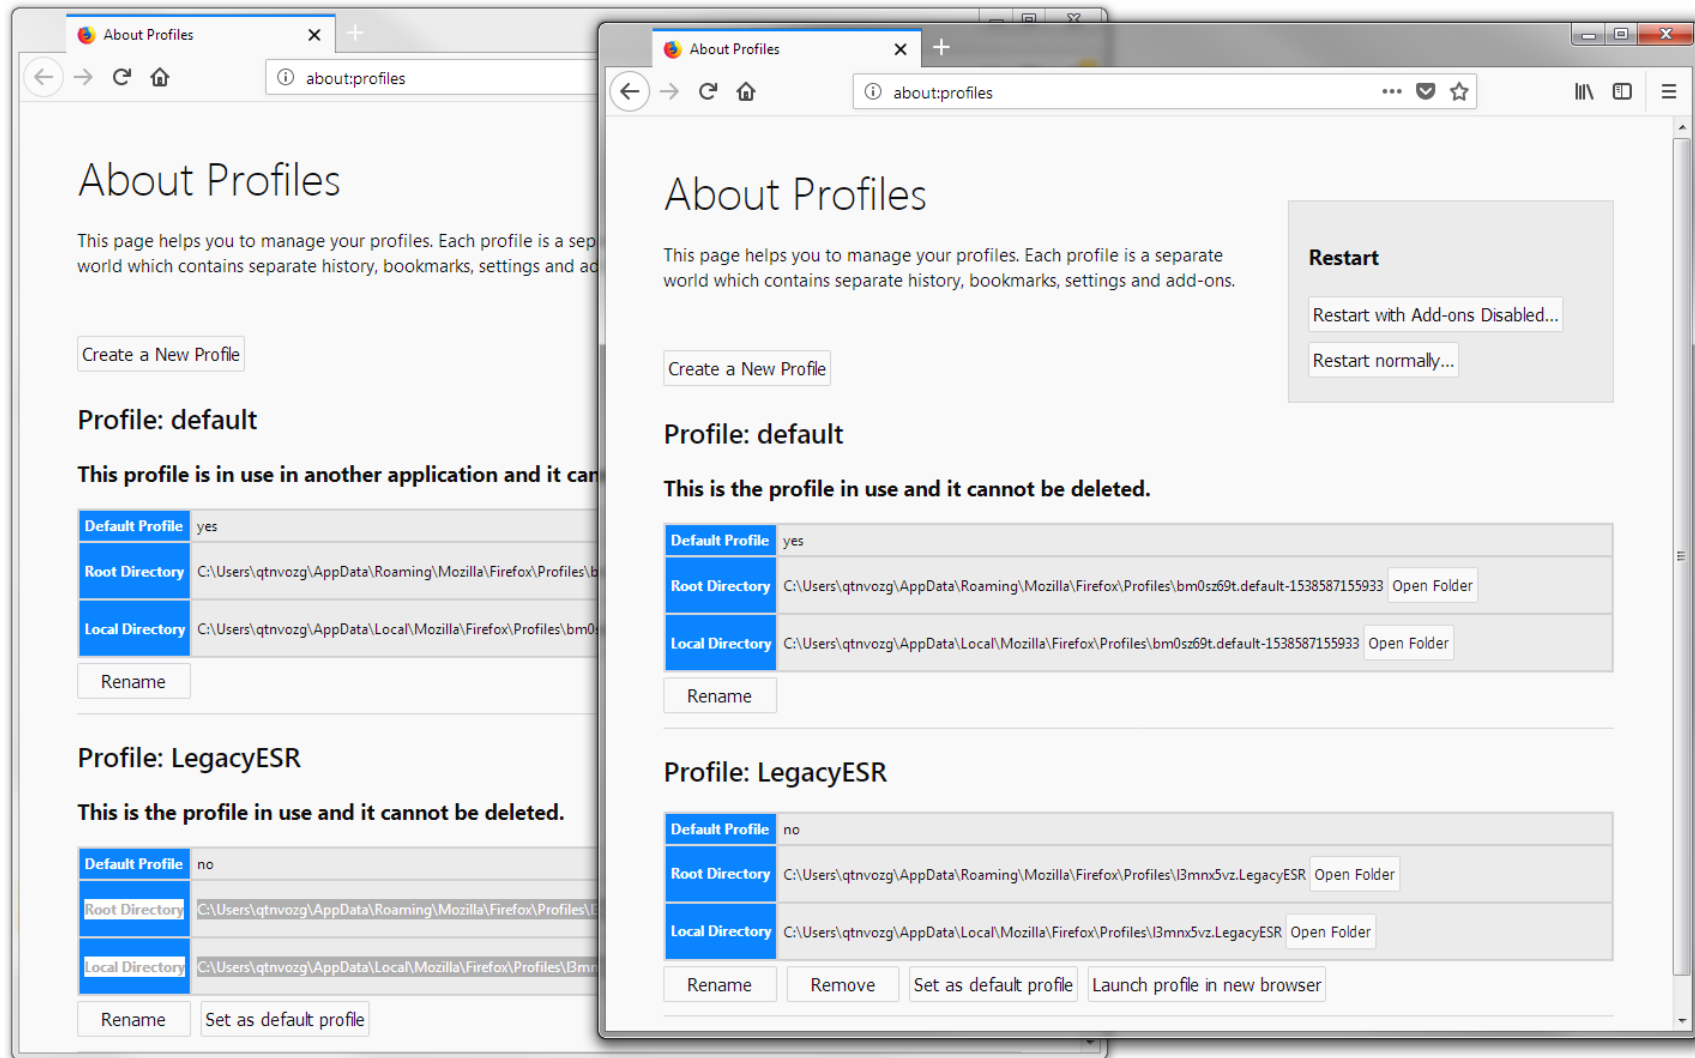 About Profiles
about:profiles
About Profiles
This page helps you to manage your profiles. Each profile is a
world which contains separate history, bookmarks, settings and
Create a New Profile
Profile: default
This profile is in use in another application and it
Default Profile yes
Root Directory C:\Users\qtnvozg\AppData\Roaming\Mozilla\Firefox\Profiles\b
Local Directory C:\Users\qtnvozg\AppData\Local\Mozilla\Firefox\Profiles\bm0
Rename
Profile: LegacyESR
This is the profile in use and it cannot be deleted.
Default Profile no
Root Directory C:\Users\qtnvozg\AppData\Roaming\Mozilla\Firefox\Profiles\
Local Directory C:\Users\qtnvozg\AppData\Local\Mozilla\Firefox\Profiles\l3mn
Rename Set as default profile
About Profiles
about:profiles
About Profiles
This page helps you to manage your profiles. Each profile is a separate
world which contains separate history, bookmarks, settings and add-ons.
Restart
Restart with Add-ons Disabled...
Restart normally...
Create a New Profile
Profile: default
This is the profile in use and it cannot be deleted.
Default Profile yes
Root Directory C:\Users\qtnvozg\AppData\Roaming\Mozilla\Firefox\Profiles\bm0sz69t.default-1538587155933 Open Folder
Local Directory C:\Users\qtnvozg\AppData\Local\Mozilla\Firefox\Profiles\bm0sz69t.default-1538587155933 Open Folder
Rename
Profile: LegacyESR
Default Profile no
Root Directory C:\Users\qtnvozg\AppData\Roaming\Mozilla\Firefox\Profiles\l3mnx5vz.LegacyESR Open Folder
Local Directory C:\Users\qtnvozg\AppData\Local\Mozilla\Firefox\Profiles\l3mnx5vz.LegacyESR Open Folder
Rename Remove Set as default profile Launch profile in new browser